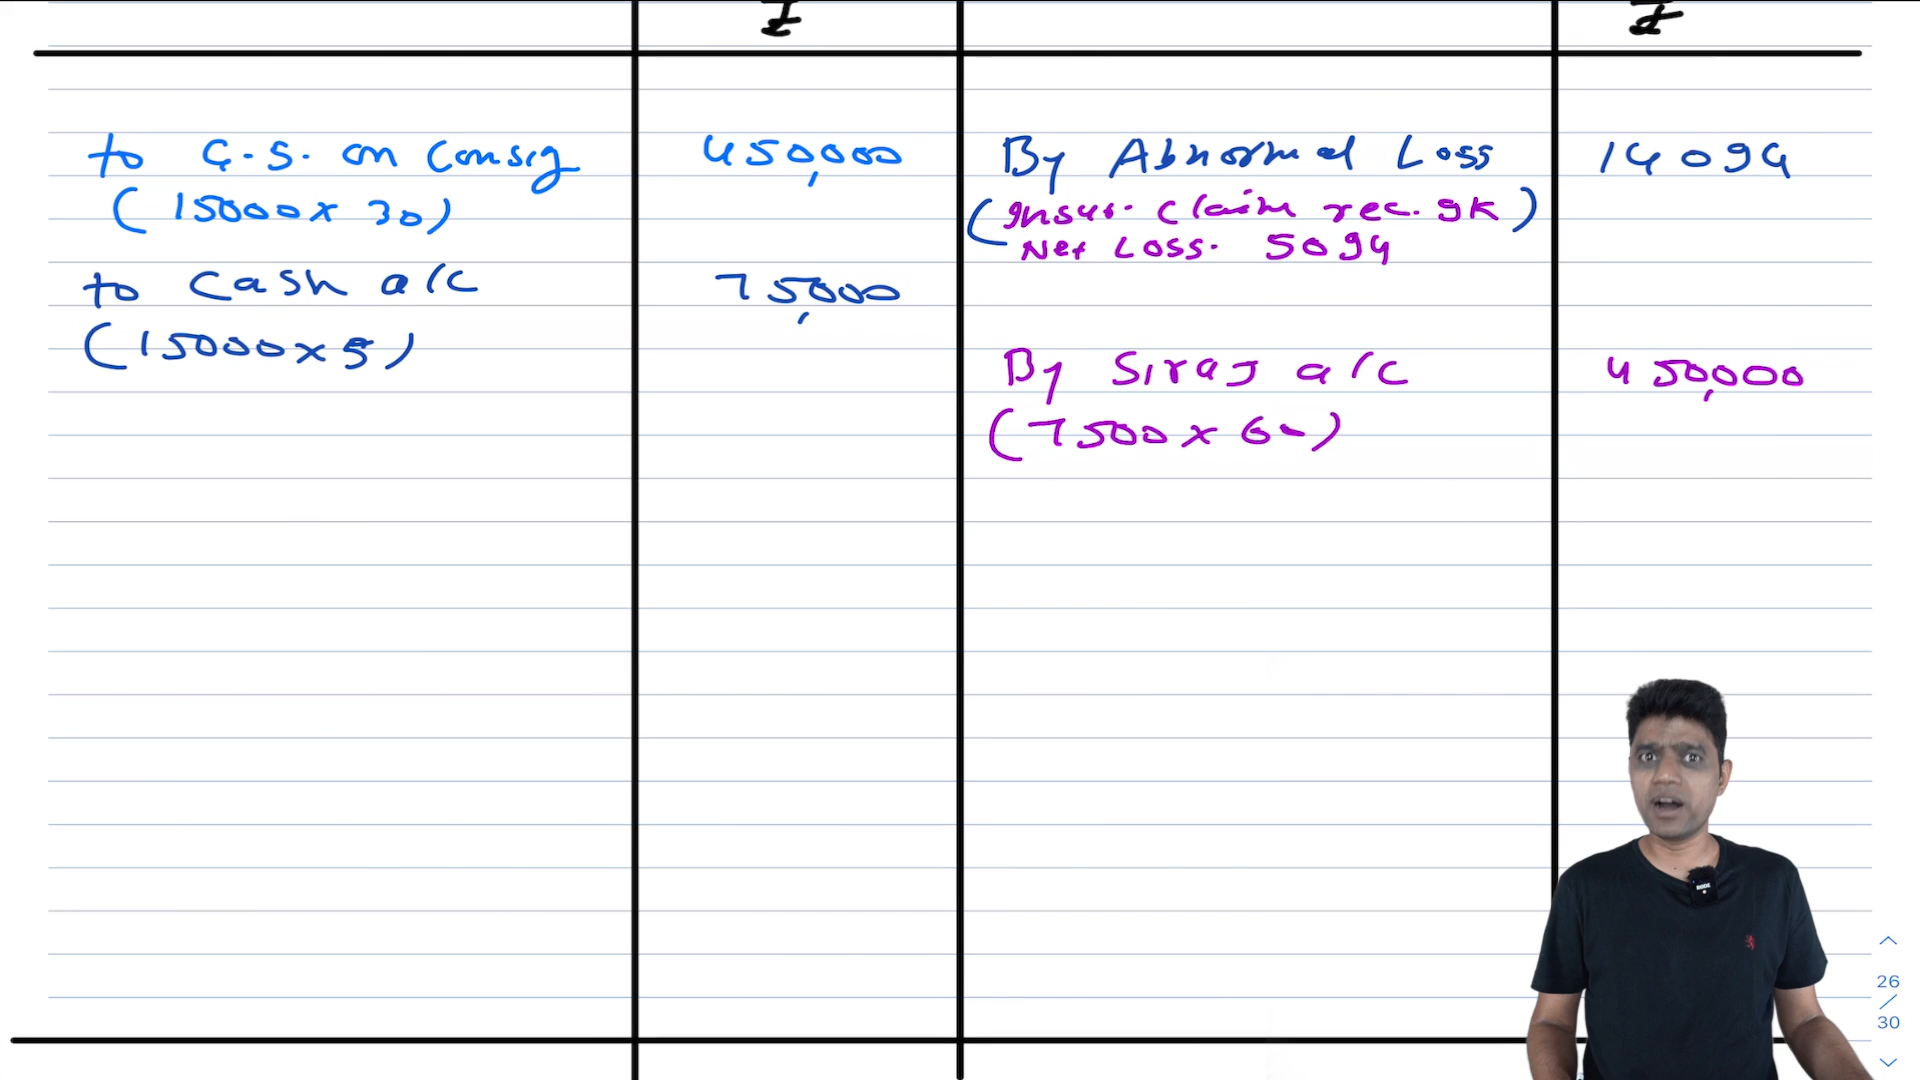 ₹ ₹
to G.S. on Consig 450,000
(15000 x 30)
to Cash a/c 75,000
(15000 x 5)
By Abnormal Loss 14094
(Insur. Claim rec. 9K)
Net Loss. 5094
By Siraj a/c 450,000
(7500 x 60)
RODE
26
/
30